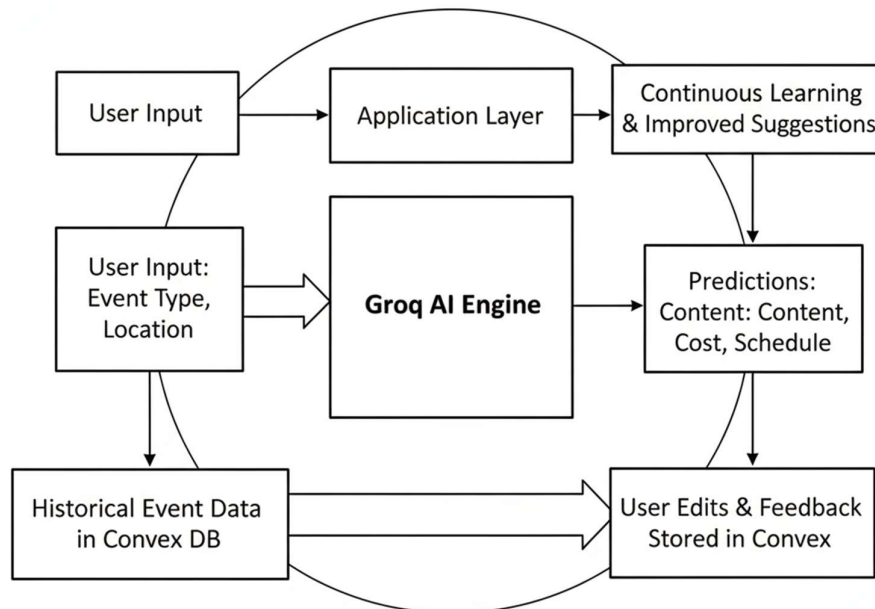 User Input
Application Layer
Continuous Learning
& Improved Suggestions
User Input:
Event Type,
Location
Groq AI Engine
Predictions:
Content: Content,
Cost, Schedule
Historical Event Data
in Convex DB
User Edits & Feedback
Stored in Convex